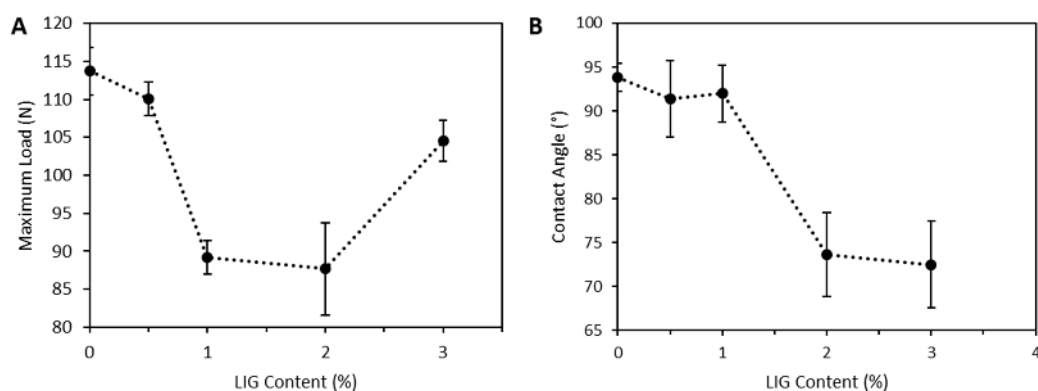 A
Maximum Load (N)
120
115
110
105
100
95
90
85
80
0 1 2 3
LIG Content (%)
B
Contact Angle (°)
100
95
90
85
80
75
70
65
0 1 2 3 4
LIG Content (%)